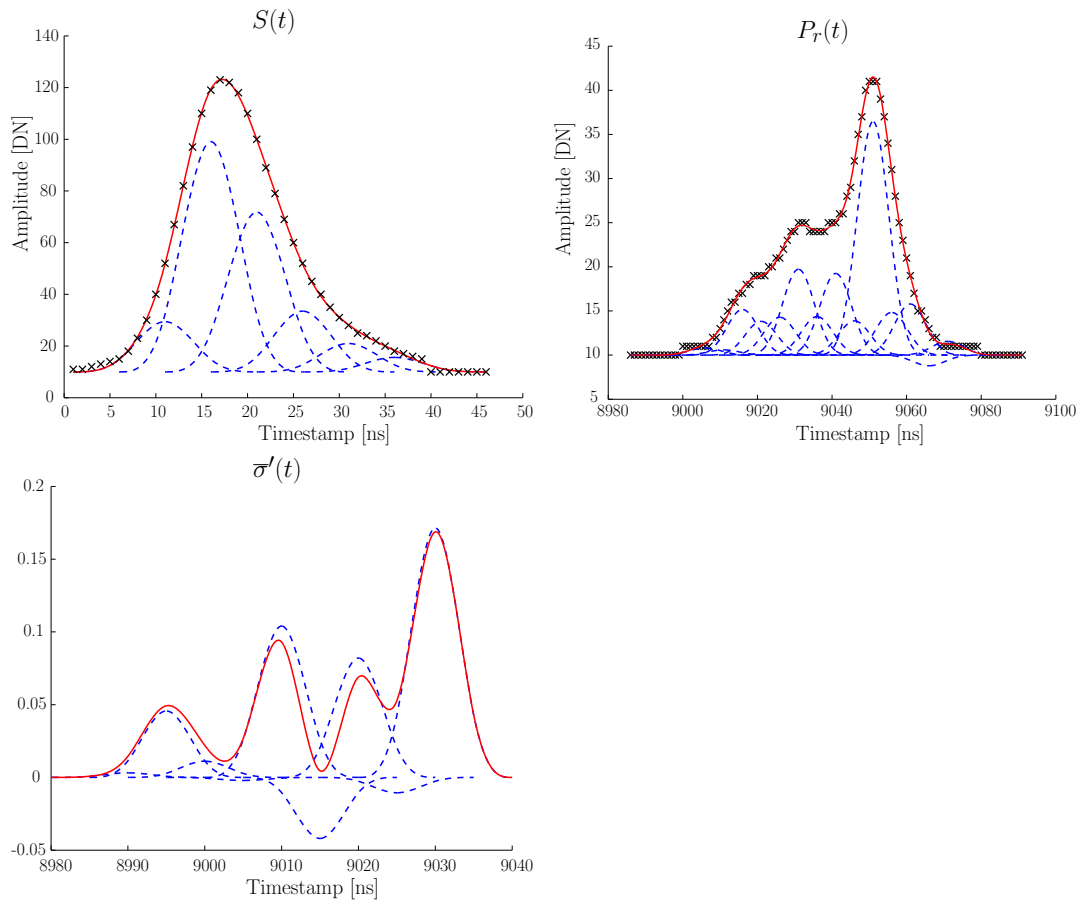 S(t)
140
120
100
80
60
40
20
0
Amplitude [DN]
0 5 10 15 20 25 30 35 40 45 50
Timestamp [ns]
P_r(t)
45
40
35
30
25
20
15
10
5
Amplitude [DN]
8980 9000 9020 9040 9060 9080 9100
Timestamp [ns]
σ̅′(t)
0.2
0.15
0.1
0.05
0
-0.05
8980 8990 9000 9010 9020 9030 9040
Timestamp [ns]